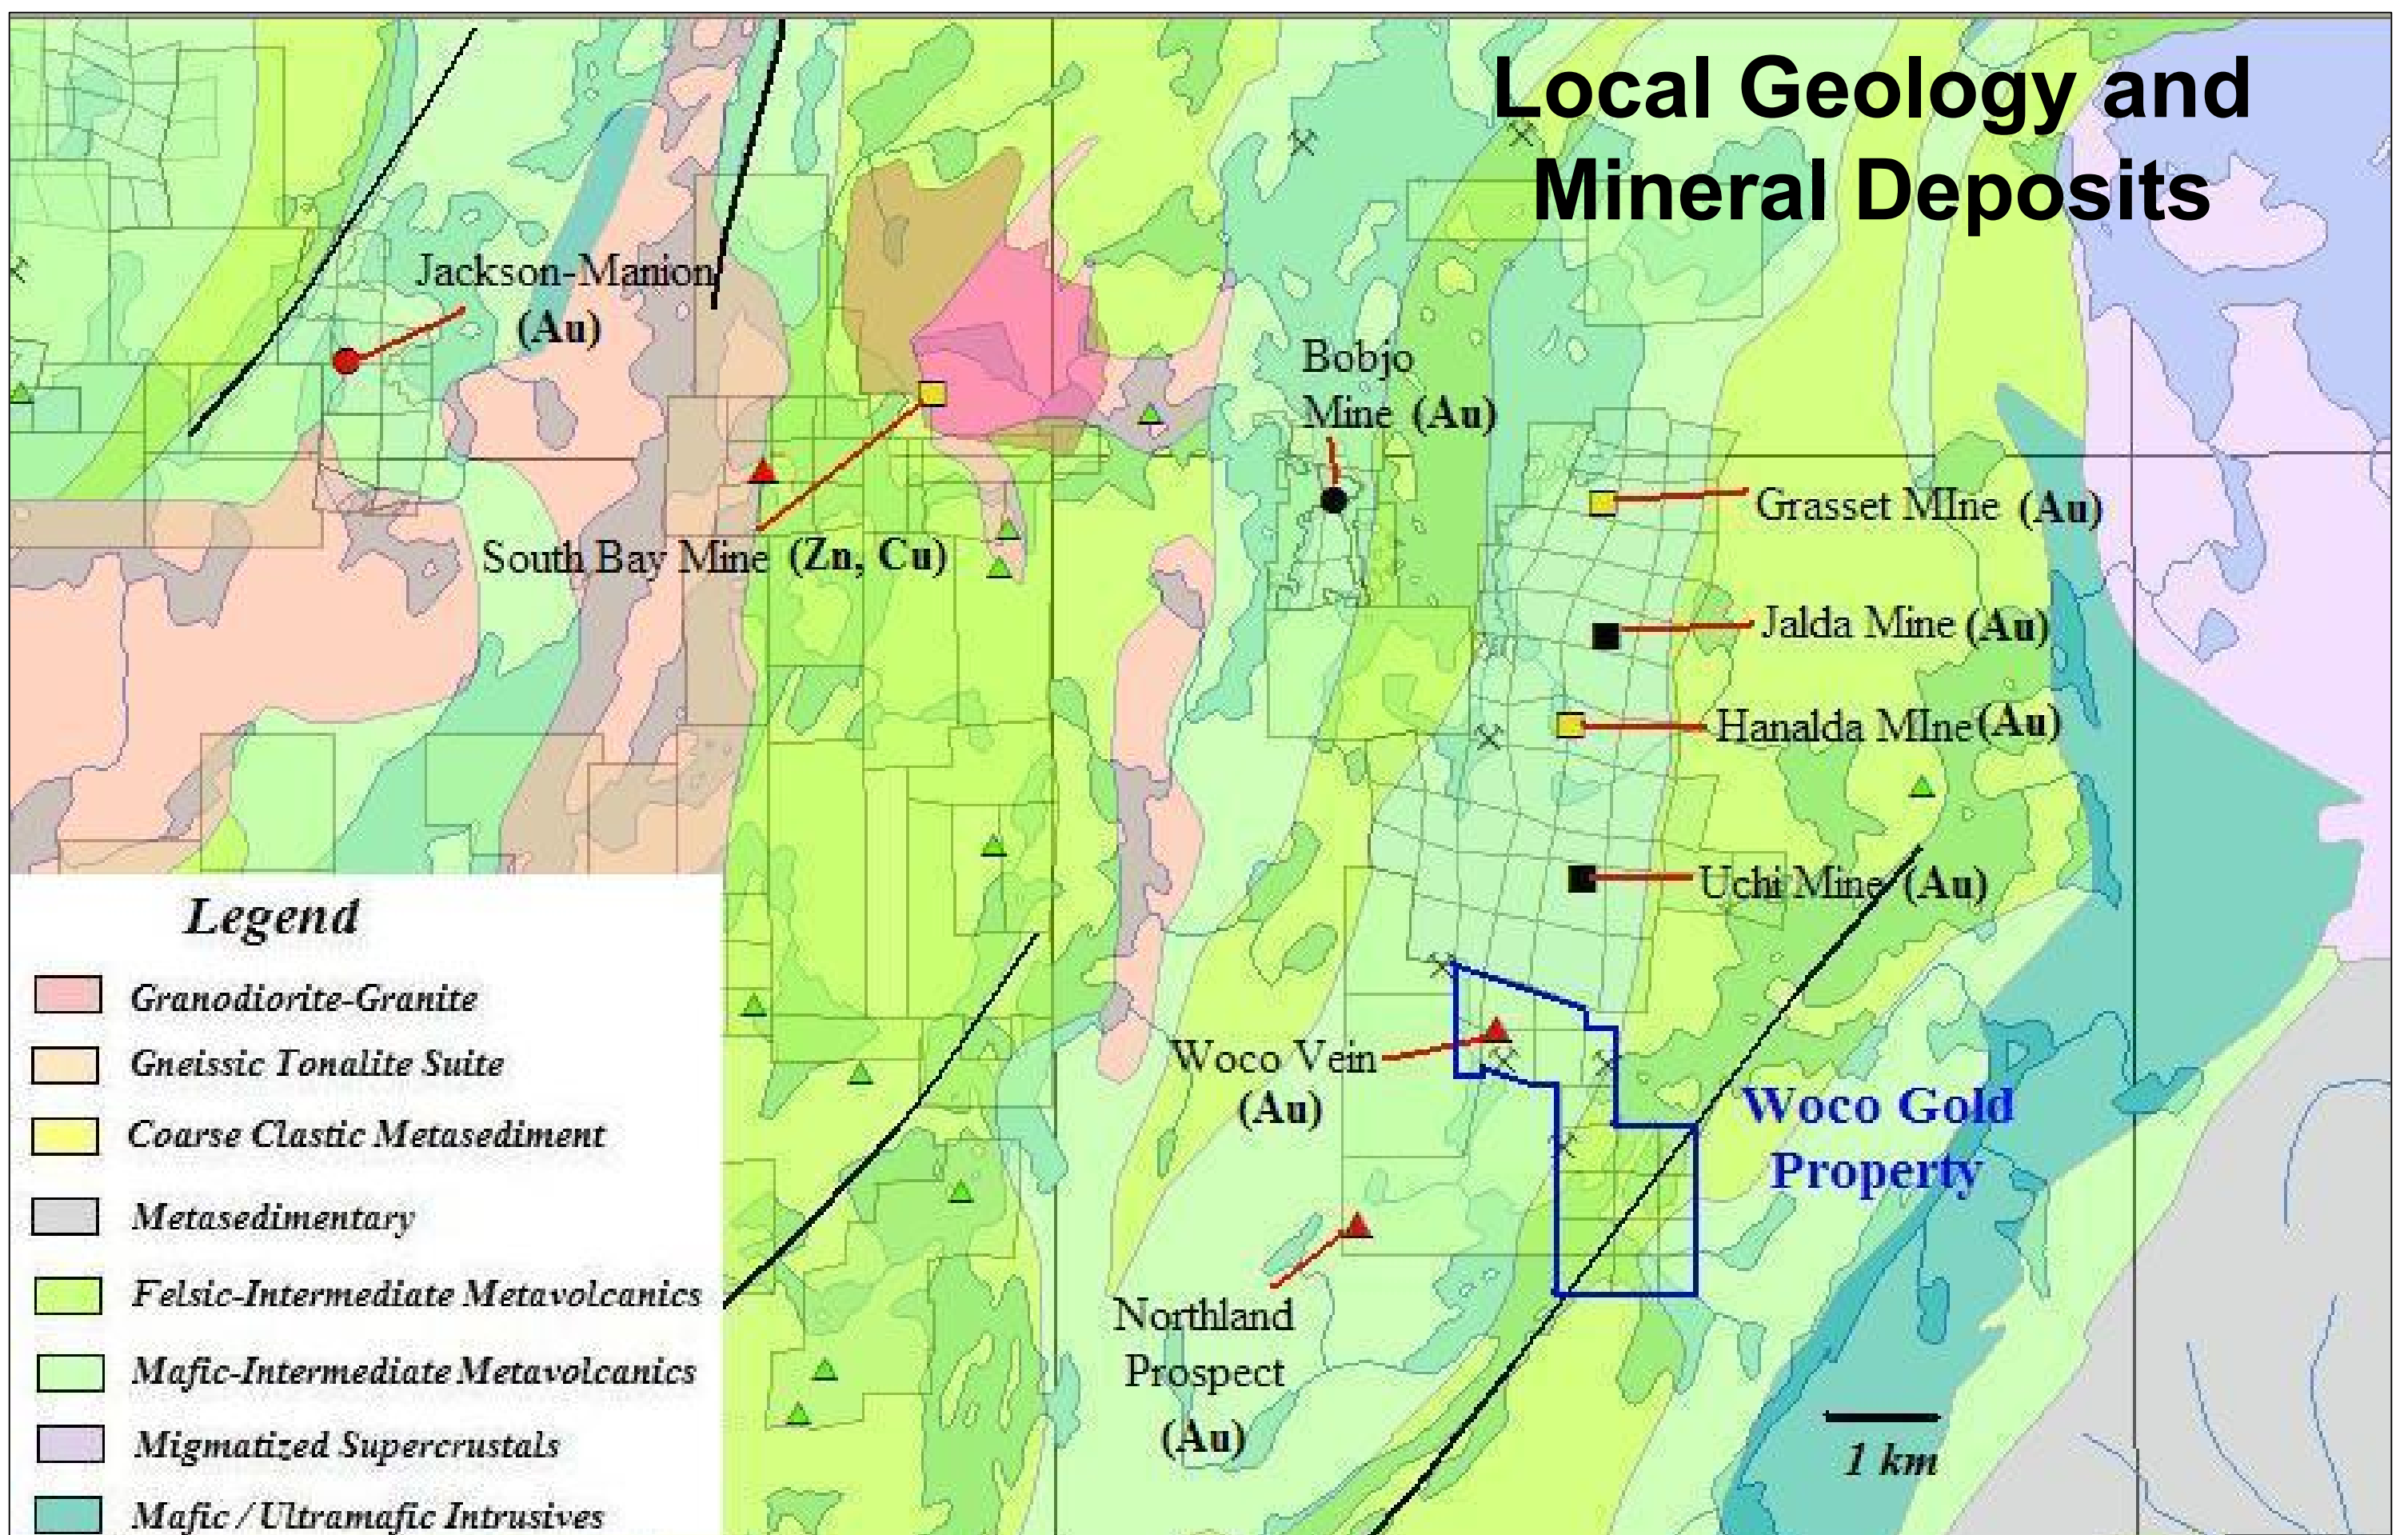 Local Geology and
Mineral Deposits
Jackson-Manion
(Au)
Bobjo
Mine (Au)
South Bay Mine (Zn, Cu)
Grasset MIne (Au)
Jalda Mine (Au)
Hanalda MIne (Au)
Uchi Mine (Au)
Woco Vein
(Au)
Woco Gold
Property
Northland
Prospect
(Au)
1 km
Legend
Granodiorite-Granite
Gneissic Tonalite Suite
Coarse Clastic Metasediment
Metasedimentary
Felsic-Intermediate Metavolcanics
Mafic-Intermediate Metavolcanics
Migmatized Supercrustals
Mafic / Ultramafic Intrusives